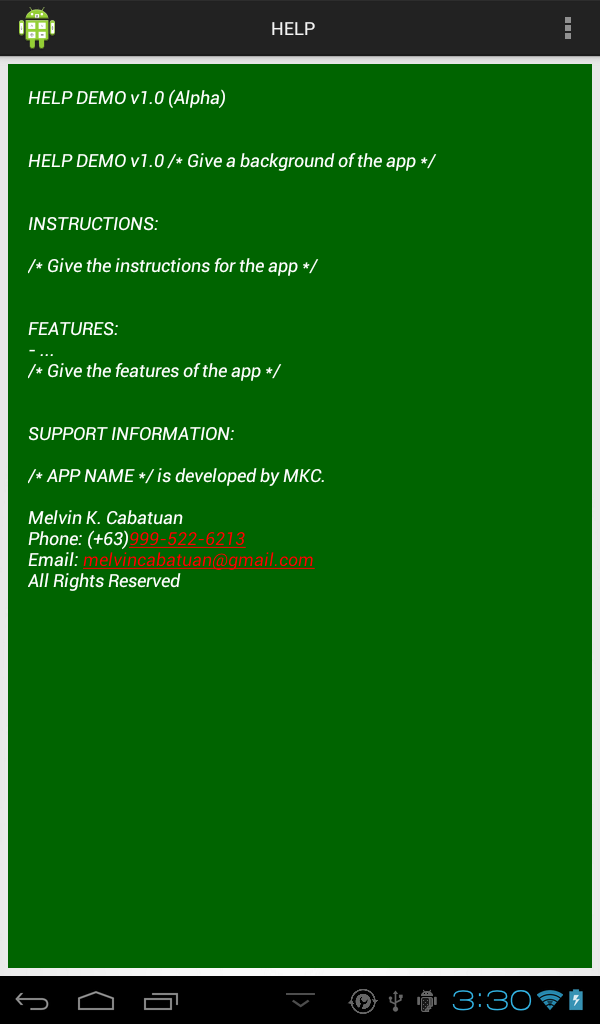 HELP
HELP DEMO v1.0 (Alpha)
HELP DEMO v1.0 /* Give a background of the app */
INSTRUCTIONS:
/* Give the instructions for the app */
FEATURES:
- ...
/* Give the features of the app */
SUPPORT INFORMATION:
/* APP NAME */ is developed by MKC.
Melvin K. Cabatuan
Phone: (+63)999-522-6213
Email: melvincabatuan@gmail.com
All Rights Reserved
3:30